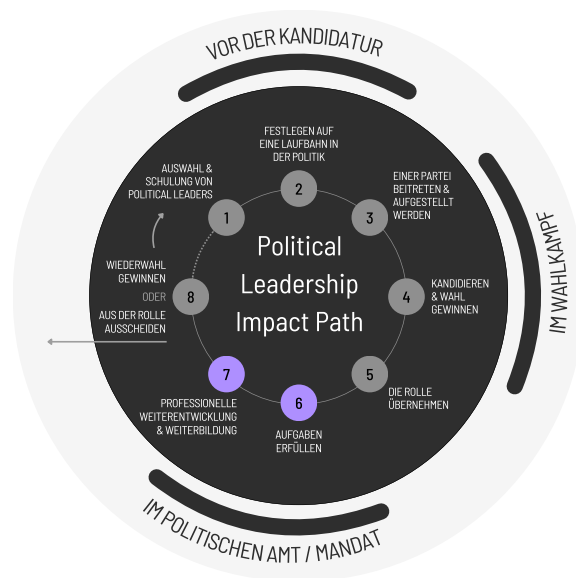 VOR DER KANDIDATUR
FESTLEGEN AUF
EINE LAUFBAHN IN
DER POLITIK
AUSWAHL &
SCHULUNG VON
POLITICAL LEADERS
EINER PARTEI
BEITRETEN &
AUFGESTELLT
WERDEN
2
1
3
Political
Leadership
Impact Path
IM WAHLKAMPF
WIEDERWAHL
GEWINNEN
ODER
AUS DER ROLLE
AUSSCHEIDEN
8
4
KANDIDIEREN
& WAHL
GEWINNEN
7
5
6
DIE ROLLE
ÜBERNEHMEN
PROFESSIONELLE
WEITERENTWICKLUNG
& WEITERBILDUNG
AUFGABEN
ERFÜLLEN
IM POLITISCHEN AMT / MANDAT